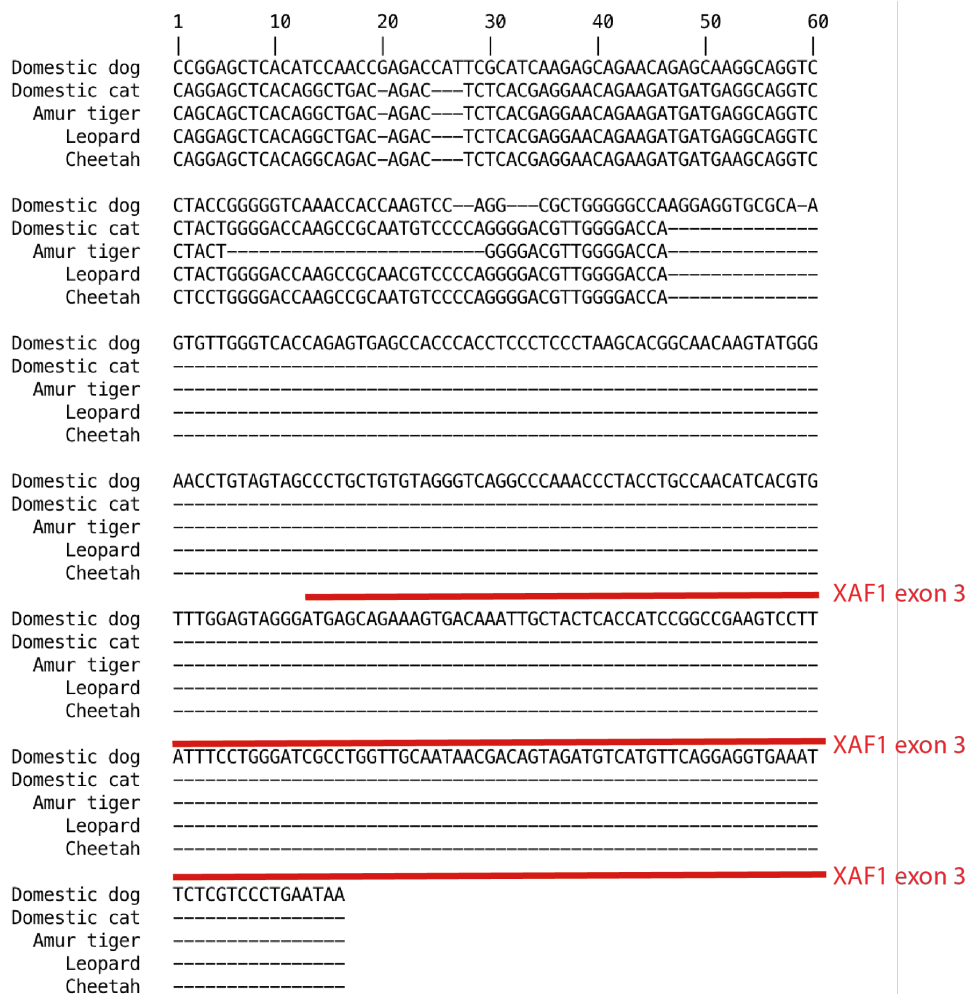 1 10 20 30 40 50 60
Domestic dog CCGGAGCTCACATCCAACCGAGACCATTCGCATCAAGAGCAGAACAGAGCAAGGCAGGTC
Domestic cat CAGGAGCTCACAGGCTGAC-AGAC---TCTCACGAGGAACAGAAGATGATGAGGCAGGTC
Amur tiger CAGCAGCTCACAGGCTGAC-AGAC---TCTCACGAGGAACAGAAGATGATGAGGCAGGTC
Leopard CAGGAGCTCACAGGCTGAC-AGAC---TCTCACGAGGAACAGAAGATGATGAGGCAGGTC
Cheetah CAGGAGCTCACAGGCAGAC-AGAC---TCTCACGAGGAACAGAAGATGATGAAGCAGGTC
Domestic dog CTACCGGGGGTCAAACCACCAAGTCC--AGG---CGCTGGGGGCCAAGGAGGTGCGCA-A
Domestic cat CTACTGGGGACCAAGCCGCAATGTCCCCAGGGGACGTTGGGGACCA--------------
Amur tiger CTACT------------------------GGGGACGTTGGGGACCA--------------
Leopard CTACTGGGGACCAAGCCGCAACGTCCCCAGGGGACGTTGGGGACCA--------------
Cheetah CTCCTGGGGACCAAGCCGCAATGTCCCCAGGGGACGTTGGGGACCA--------------
Domestic dog GTGTTGGGTCACCAGAGTGAGCCACCCACCTCCCTCCCTAAGCACGGCAACAAGTATGGG
Domestic cat ------------------------------------------------------------
Amur tiger ------------------------------------------------------------
Leopard ------------------------------------------------------------
Cheetah ------------------------------------------------------------
Domestic dog AACCTGTAGTAGCCCTGCTGTGTAGGGTCAGGCCCAAACCCTACCTGCCAACATCACGTG
Domestic cat ------------------------------------------------------------
Amur tiger ------------------------------------------------------------
Leopard ------------------------------------------------------------
Cheetah ------------------------------------------------------------
XAF1 exon 3
Domestic dog TTTGGAGTAGGGATGAGCAGAAAGTGACAAATTGCTACTCACCATCCGGCCGAAGTCCTT
Domestic cat ------------------------------------------------------------
Amur tiger ------------------------------------------------------------
Leopard ------------------------------------------------------------
Cheetah ------------------------------------------------------------
XAF1 exon 3
Domestic dog ATTTCCTGGGATCGCCTGGTTGCAATAACGACAGTAGATGTCATGTTCAGGAGGTGAAAT
Domestic cat ------------------------------------------------------------
Amur tiger ------------------------------------------------------------
Leopard ------------------------------------------------------------
Cheetah ------------------------------------------------------------
XAF1 exon 3
Domestic dog TCTCGTCCCTGAATAA
Domestic cat ----------------
Amur tiger ----------------
Leopard ----------------
Cheetah ----------------